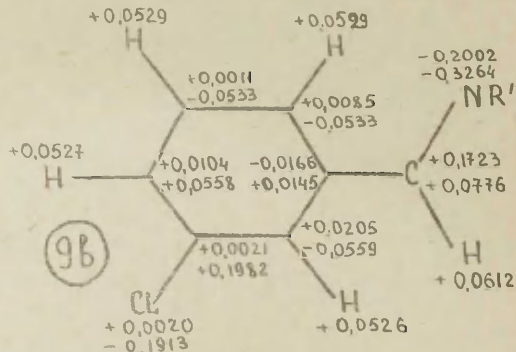 +0,0529
+0,0529
H
H
-0,2002
-0,3264
NR'
+0,0011
-0,0533
+0,0085
-0,0533
+0,0527
H
+0,0104
+0,0558
-0,0166
+0,0145
C
+0,1723
+0,0776
9в
+0,0021
+0,1982
+0,0205
-0,0559
H
+0,0612
CL
H
+0,0020
-0,1913
+0,0526